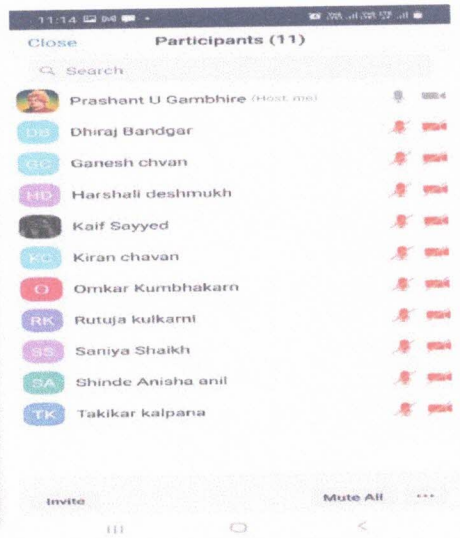 11:14
Close Participants (11)
Search
Prashant U Gambhire (Host, me)
DB Dhiraj Bandgar
GC Ganesh chvan
HD Harshali deshmukh
Kaif Sayyed
KC Kiran chavan
O Omkar Kumbhakarn
RK Rutuja kulkarni
SS Saniya Shaikh
SA Shinde Anisha anil
TK Takikar kalpana
Invite Mute All ...